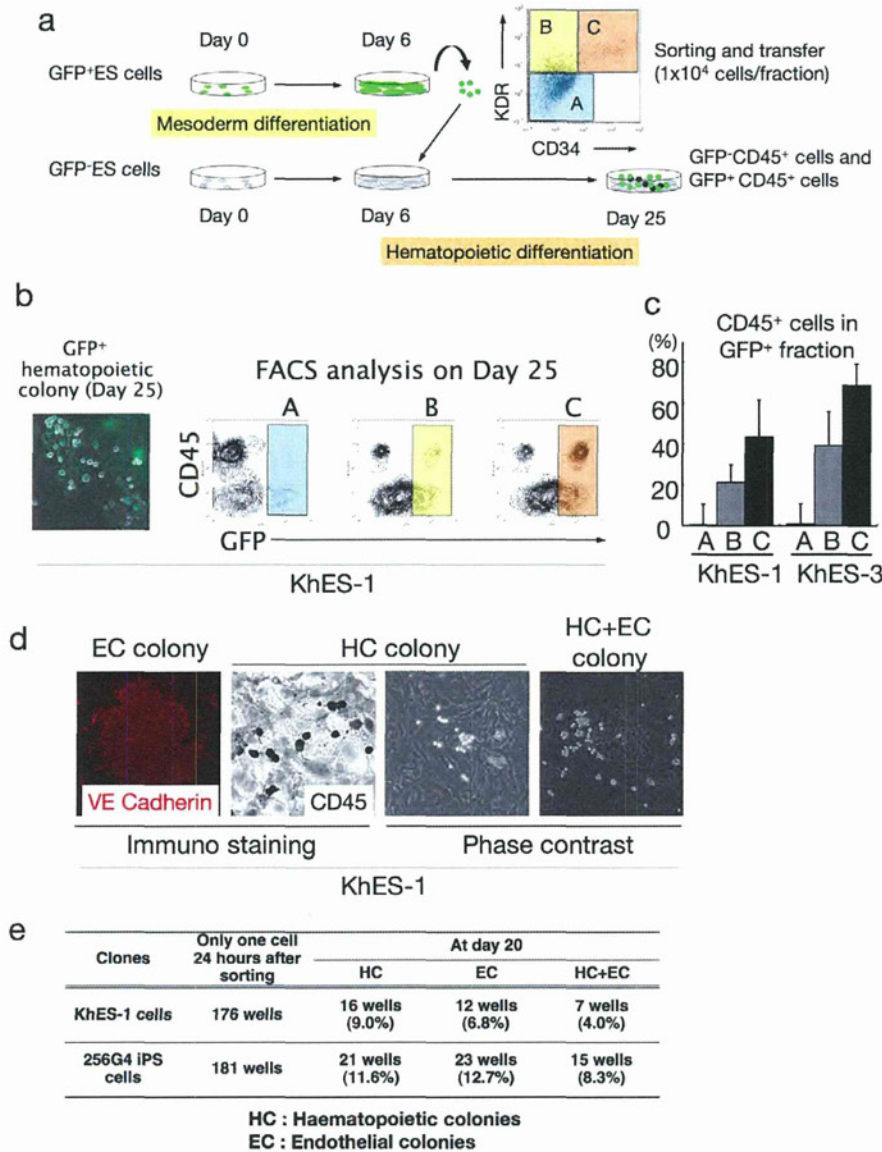 a
Day 0
Day 6
GFP⁺ES cells
Mesoderm differentiation
B
C
A
KDR
CD34
Sorting and transfer
(1x10⁴ cells/fraction)
GFP⁻ES cells
Day 0
Day 6
Day 25
GFP⁻CD45⁺ cells and
GFP⁺ CD45⁺ cells
Hematopoietic differentiation
b
GFP⁺
hematopoietic
colony (Day 25)
FACS analysis on Day 25
A
B
C
CD45
GFP
KhES-1
c
CD45⁺ cells in
GFP⁺ fraction
(%)
80
60
40
20
0
A B C A B C
KhES-1 KhES-3
d
EC colony
HC colony
HC+EC
colony
VE Cadherin
CD45
Immuno staining
Phase contrast
KhES-1
e
Clones
Only one cell
24 hours after
sorting
At day 20
HC EC HC+EC
KhES-1 cells 176 wells 16 wells (9.0%) 12 wells (6.8%) 7 wells (4.0%)
256G4 iPS cells 181 wells 21 wells (11.6%) 23 wells (12.7%) 15 wells (8.3%)
HC : Haematopoietic colonies
EC : Endothelial colonies